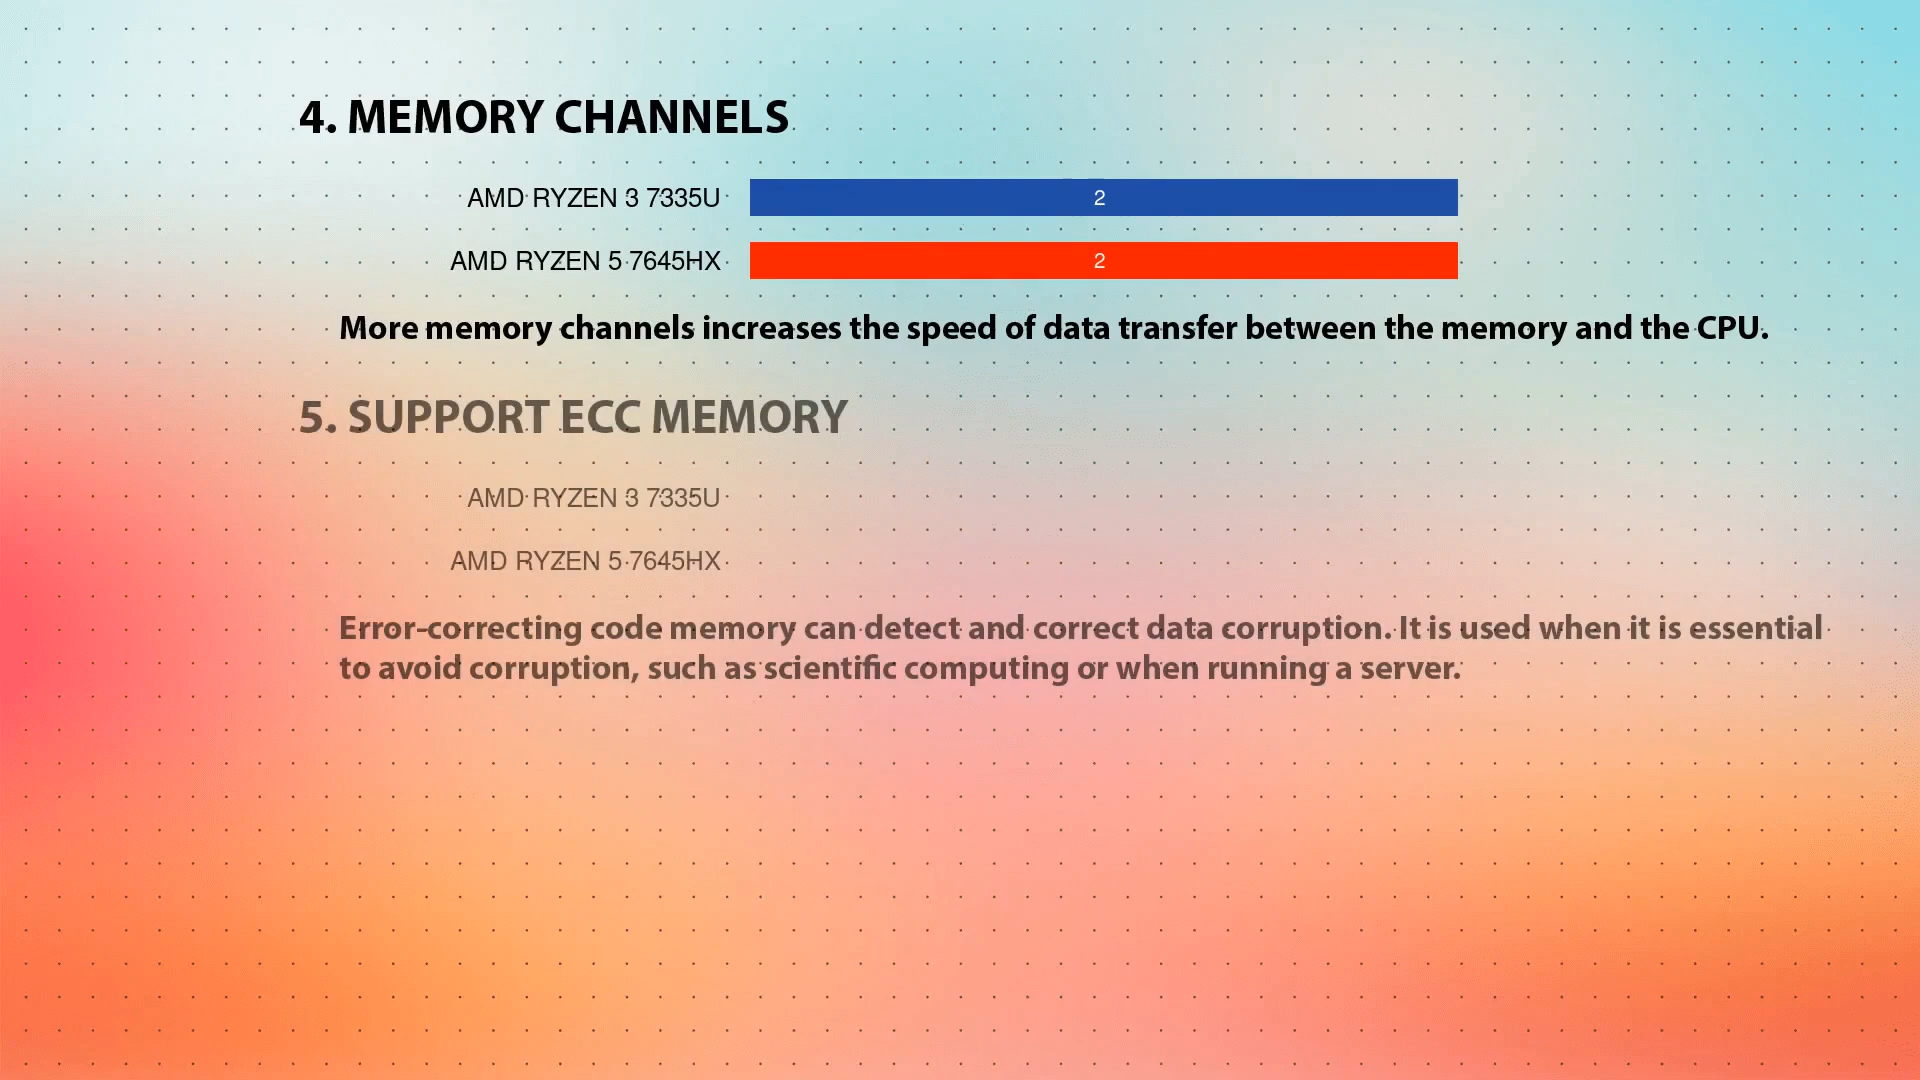 4. MEMORY CHANNELS
AMD RYZEN 3 7335U
2
AMD RYZEN 5 7645HX
2
More memory channels increases the speed of data transfer between the memory and the CPU.
5. SUPPORT ECC MEMORY
AMD RYZEN 3 7335U
AMD RYZEN 5 7645HX
Error-correcting code memory can detect and correct data corruption. It is used when it is essential
to avoid corruption, such as scientific computing or when running a server.